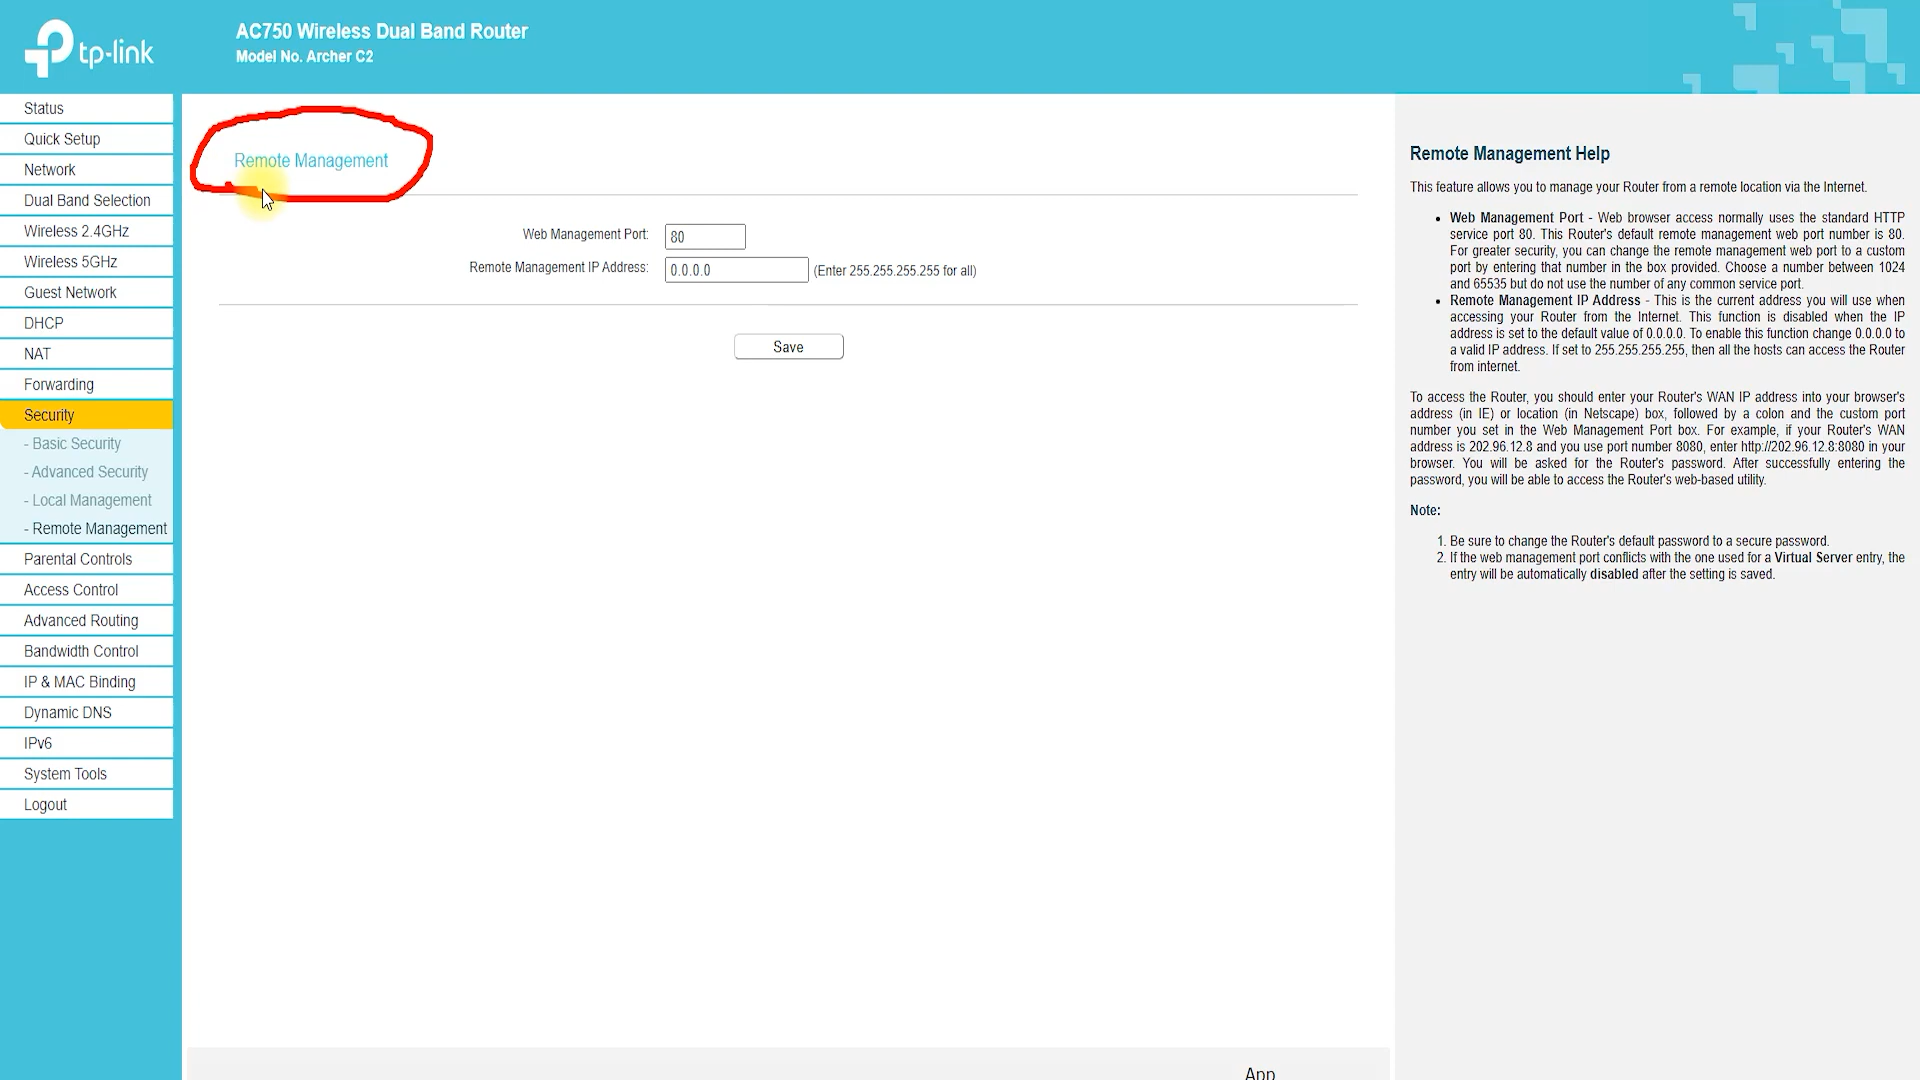 tp-link
AC750 Wireless Dual Band Router
Model No. Archer C2
Status
Quick Setup
Network
Dual Band Selection
Wireless 2.4GHz
Wireless 5GHz
Guest Network
DHCP
NAT
Forwarding
Security
- Basic Security
- Advanced Security
- Local Management
- Remote Management
Parental Controls
Access Control
Advanced Routing
Bandwidth Control
IP & MAC Binding
Dynamic DNS
IPv6
System Tools
Logout
Remote Management
Web Management Port: 80
Remote Management IP Address: 0.0.0.0 (Enter 255.255.255.255 for all)
Save
App
Remote Management Help
This feature allows you to manage your Router from a remote location via the Internet.
• Web Management Port - Web browser access normally uses the standard HTTP
service port 80. This Router's default remote management web port number is 80.
For greater security, you can change the remote management web port to a custom
port by entering that number in the box provided. Choose a number between 1024
and 65535 but do not use the number of any common service port.
• Remote Management IP Address - This is the current address you will use when
accessing your Router from the Internet. This function is disabled when the IP
address is set to the default value of 0.0.0.0. To enable this function change 0.0.0.0 to
a valid IP address. If set to 255.255.255.255, then all the hosts can access the Router
from internet.
To access the Router, you should enter your Router's WAN IP address into your browser's
address (in IE) or location (in Netscape) box, followed by a colon and the custom port
number you set in the Web Management Port box. For example, if your Router's WAN
address is 202.96.12.8 and you use port number 8080, enter http://202.96.12.8:8080 in your
browser. You will be asked for the Router's password. After successfully entering the
password, you will be able to access the Router's web-based utility.
Note:
1. Be sure to change the Router's default password to a secure password.
2. If the web management port conflicts with the one used for a Virtual Server entry, the
entry will be automatically disabled after the setting is saved.